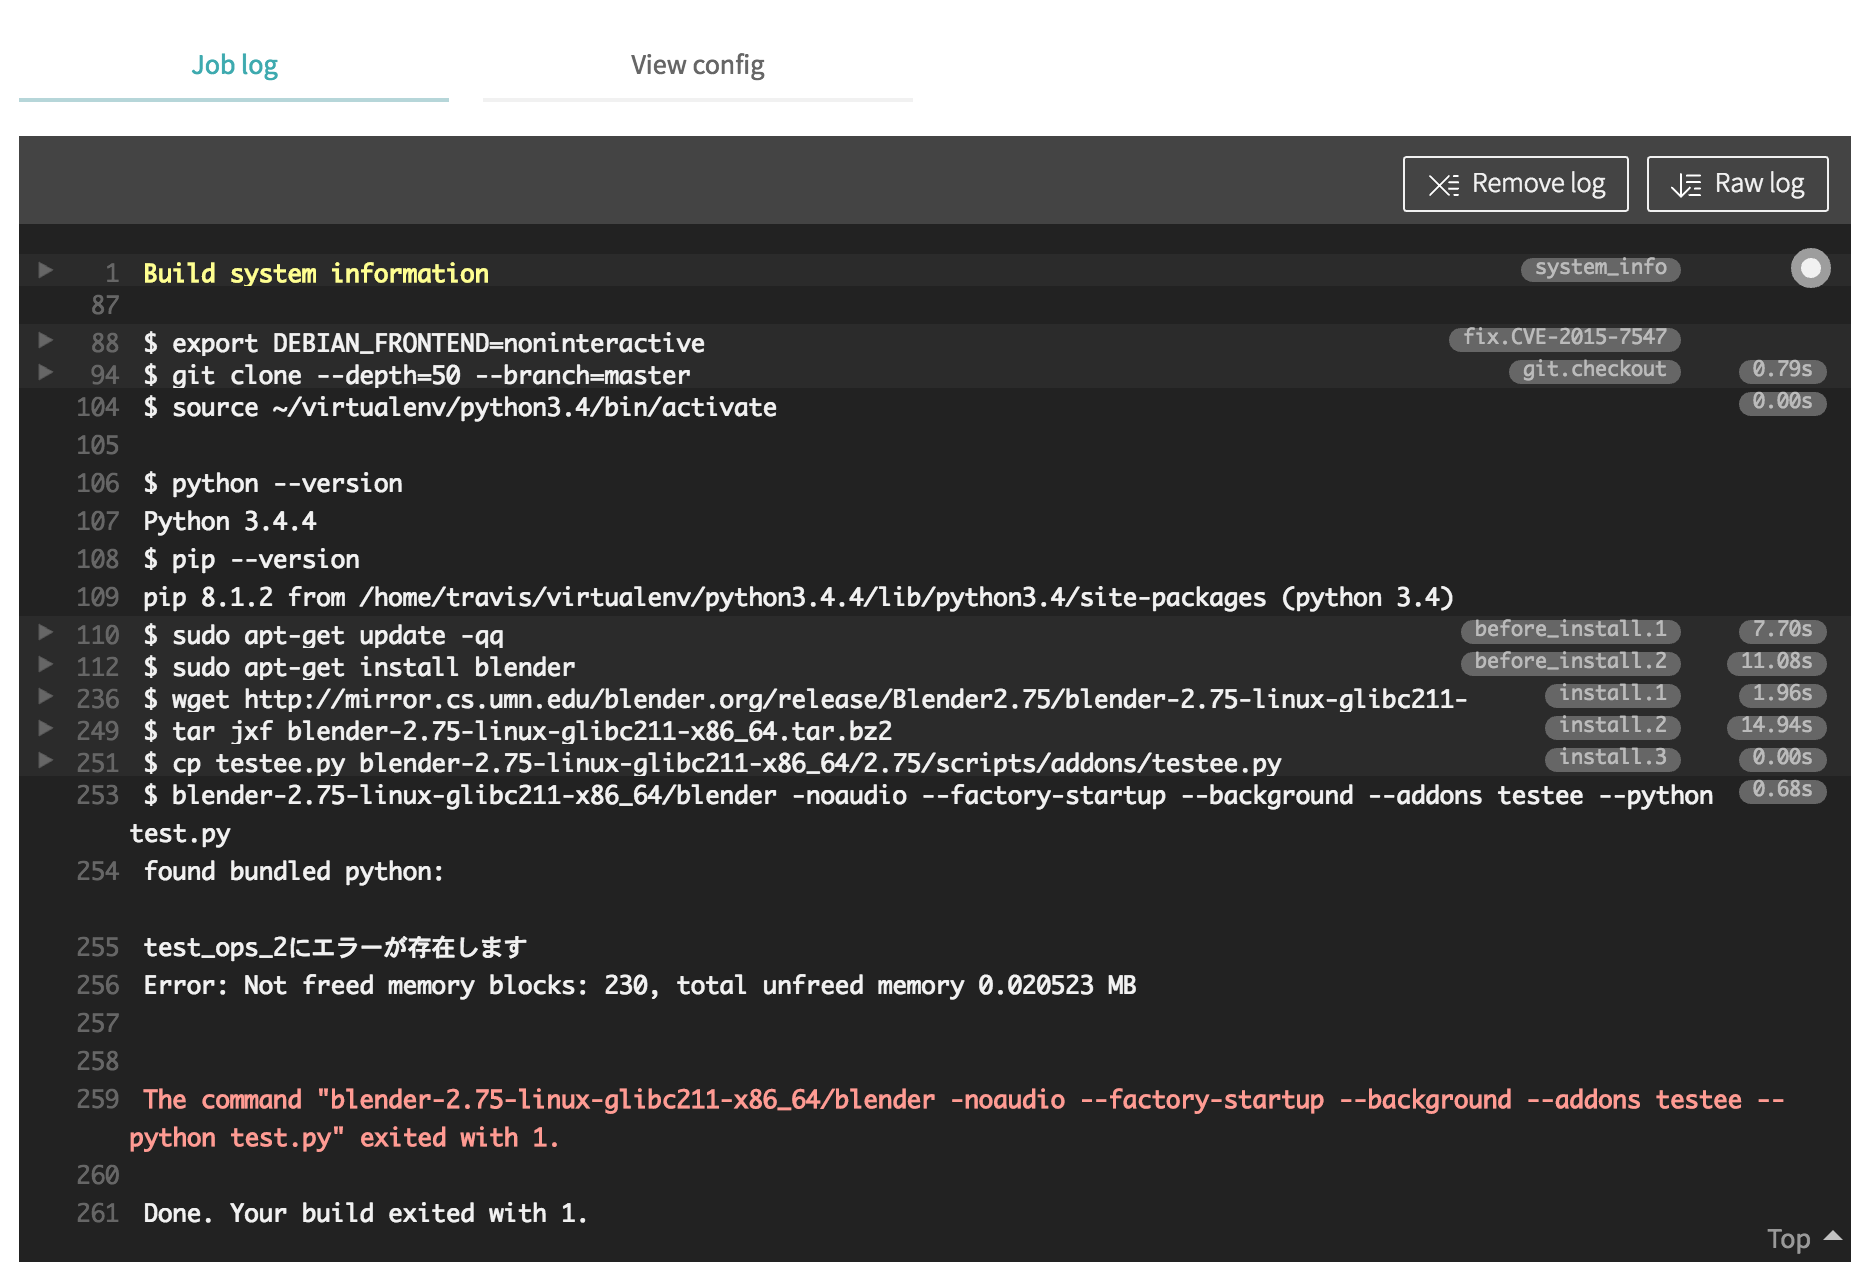 Job log
View config
Remove log
Raw log
1 Build system information system_info
87
88 $ export DEBIAN_FRONTEND=noninteractive fix.CVE-2015-7547
94 $ git clone --depth=50 --branch=master git.checkout 0.79s
104 $ source ~/virtualenv/python3.4/bin/activate 0.00s
105
106 $ python --version
107 Python 3.4.4
108 $ pip --version
109 pip 8.1.2 from /home/travis/virtualenv/python3.4.4/lib/python3.4/site-packages (python 3.4)
110 $ sudo apt-get update -qq before_install.1 7.70s
112 $ sudo apt-get install blender before_install.2 11.08s
236 $ wget http://mirror.cs.umn.edu/blender.org/release/Blender2.75/blender-2.75-linux-glibc211- install.1 1.96s
249 $ tar jxf blender-2.75-linux-glibc211-x86_64.tar.bz2 install.2 14.94s
251 $ cp testee.py blender-2.75-linux-glibc211-x86_64/2.75/scripts/addons/testee.py install.3 0.00s
253 $ blender-2.75-linux-glibc211-x86_64/blender -noaudio --factory-startup --background --addons testee --python 0.68s
test.py
254 found bundled python:
255 test_ops_2にエラーが存在します
256 Error: Not freed memory blocks: 230, total unfreed memory 0.020523 MB
257
258
259 The command "blender-2.75-linux-glibc211-x86_64/blender -noaudio --factory-startup --background --addons testee --
python test.py" exited with 1.
260
261 Done. Your build exited with 1.
Top